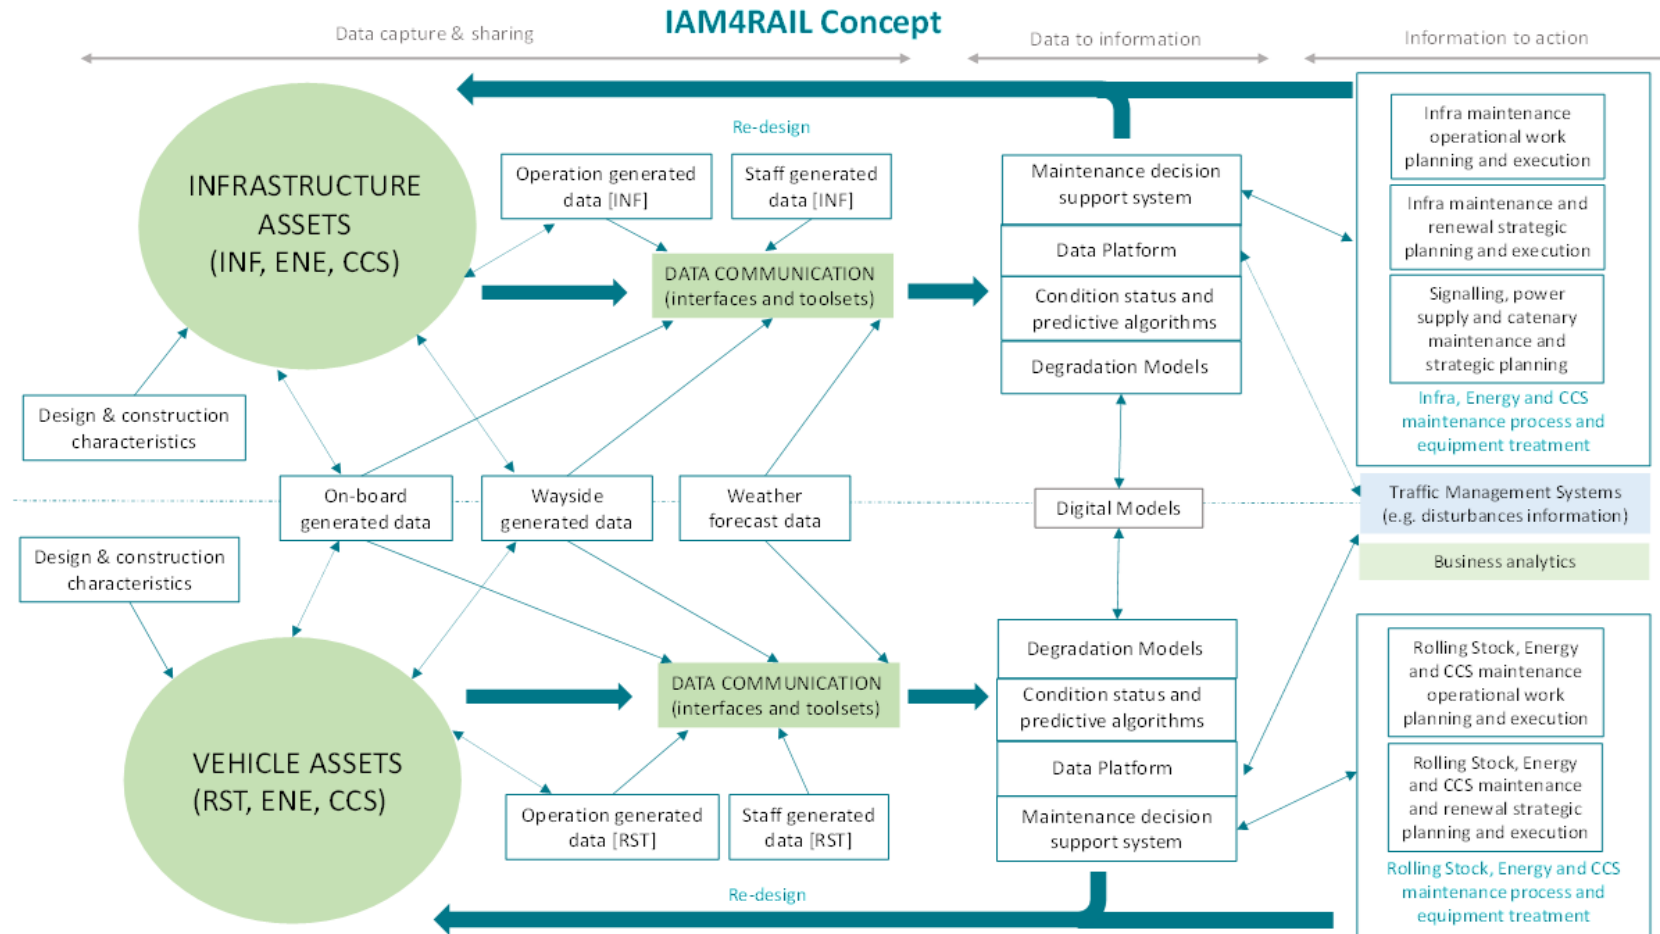 IAM4RAIL Concept
Data capture & sharing
Data to information
Information to action
Re-design
INFRASTRUCTURE
ASSETS
(INF, ENE, CCS)
Operation generated
data [INF]
Staff generated
data [INF]
DATA COMMUNICATION
(interfaces and toolsets)
Maintenance decision
support system
Data Platform
Condition status and
predictive algorithms
Degradation Models
Infra maintenance
operational work
planning and execution
Infra maintenance and
renewal strategic
planning and execution
Signalling, power
supply and catenary
maintenance and
strategic planning
Infra, Energy and CCS
maintenance process and
equipment treatment
Design & construction
characteristics
On-board
generated data
Wayside
generated data
Weather
forecast data
Digital Models
Traffic Management Systems
(e.g. disturbances information)
Business analytics
Design & construction
characteristics
VEHICLE ASSETS
(RST, ENE, CCS)
DATA COMMUNICATION
(interfaces and toolsets)
Operation generated
data [RST]
Staff generated
data [RST]
Degradation Models
Condition status and
predictive algorithms
Data Platform
Maintenance decision
support system
Rolling Stock, Energy
and CCS maintenance
operational work
planning and execution
Rolling Stock, Energy
and CCS maintenance
and renewal strategic
planning and execution
Rolling Stock, Energy and CCS
maintenance process and
equipment treatment
Re-design